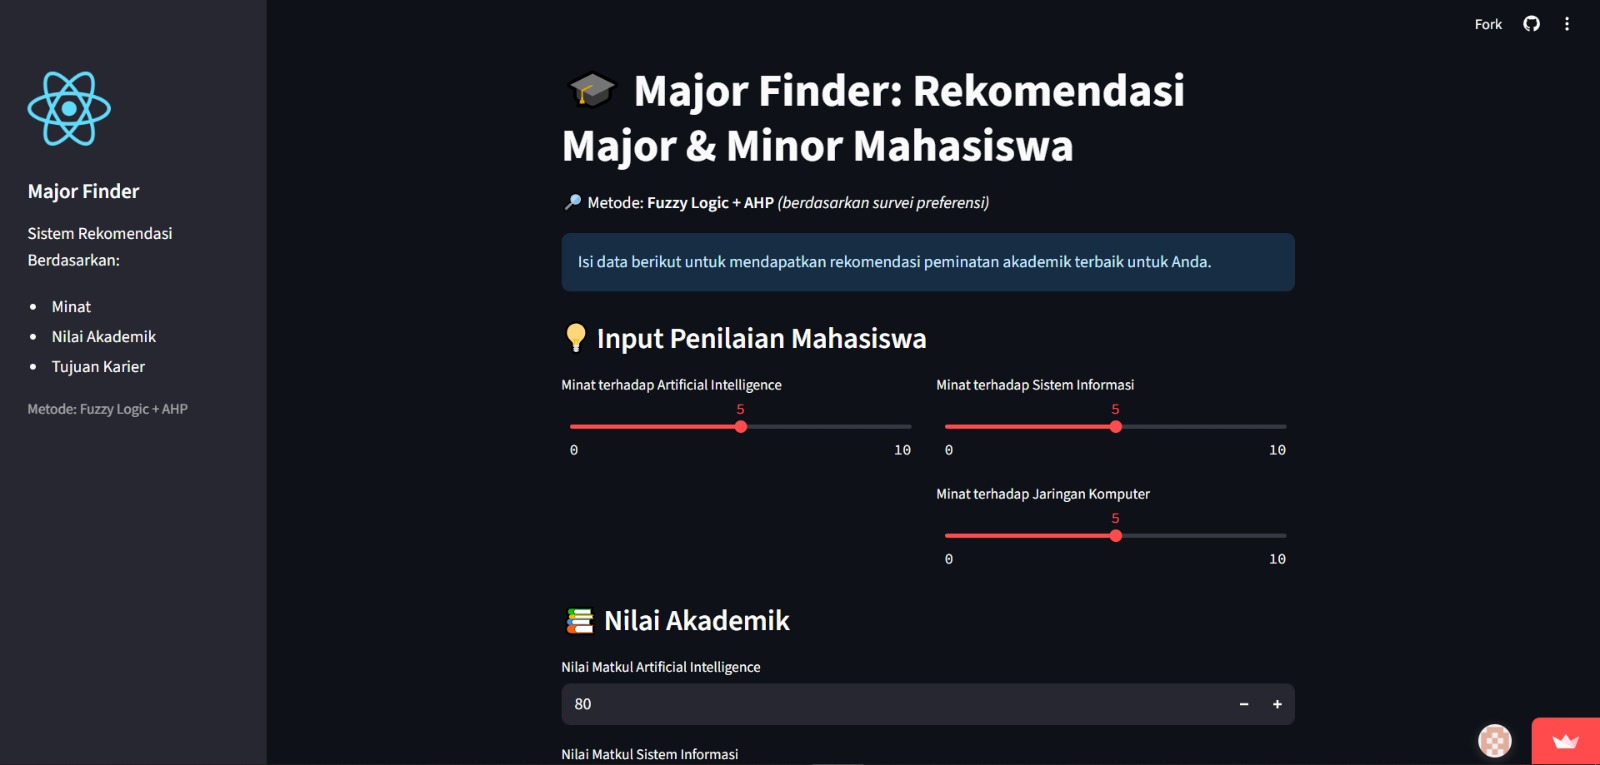 Fork
Major Finder
Sistem Rekomendasi
Berdasarkan:
Minat
Nilai Akademik
Tujuan Karier
Metode: Fuzzy Logic + AHP
Major Finder: Rekomendasi
Major & Minor Mahasiswa
Metode: Fuzzy Logic + AHP (berdasarkan survei preferensi)
Isi data berikut untuk mendapatkan rekomendasi peminatan akademik terbaik untuk Anda.
Input Penilaian Mahasiswa
Minat terhadap Artificial Intelligence
5
0 10
Minat terhadap Sistem Informasi
5
0 10
Minat terhadap Jaringan Komputer
5
0 10
Nilai Akademik
Nilai Matkul Artificial Intelligence
80 − +
Nilai Matkul Sistem Informasi